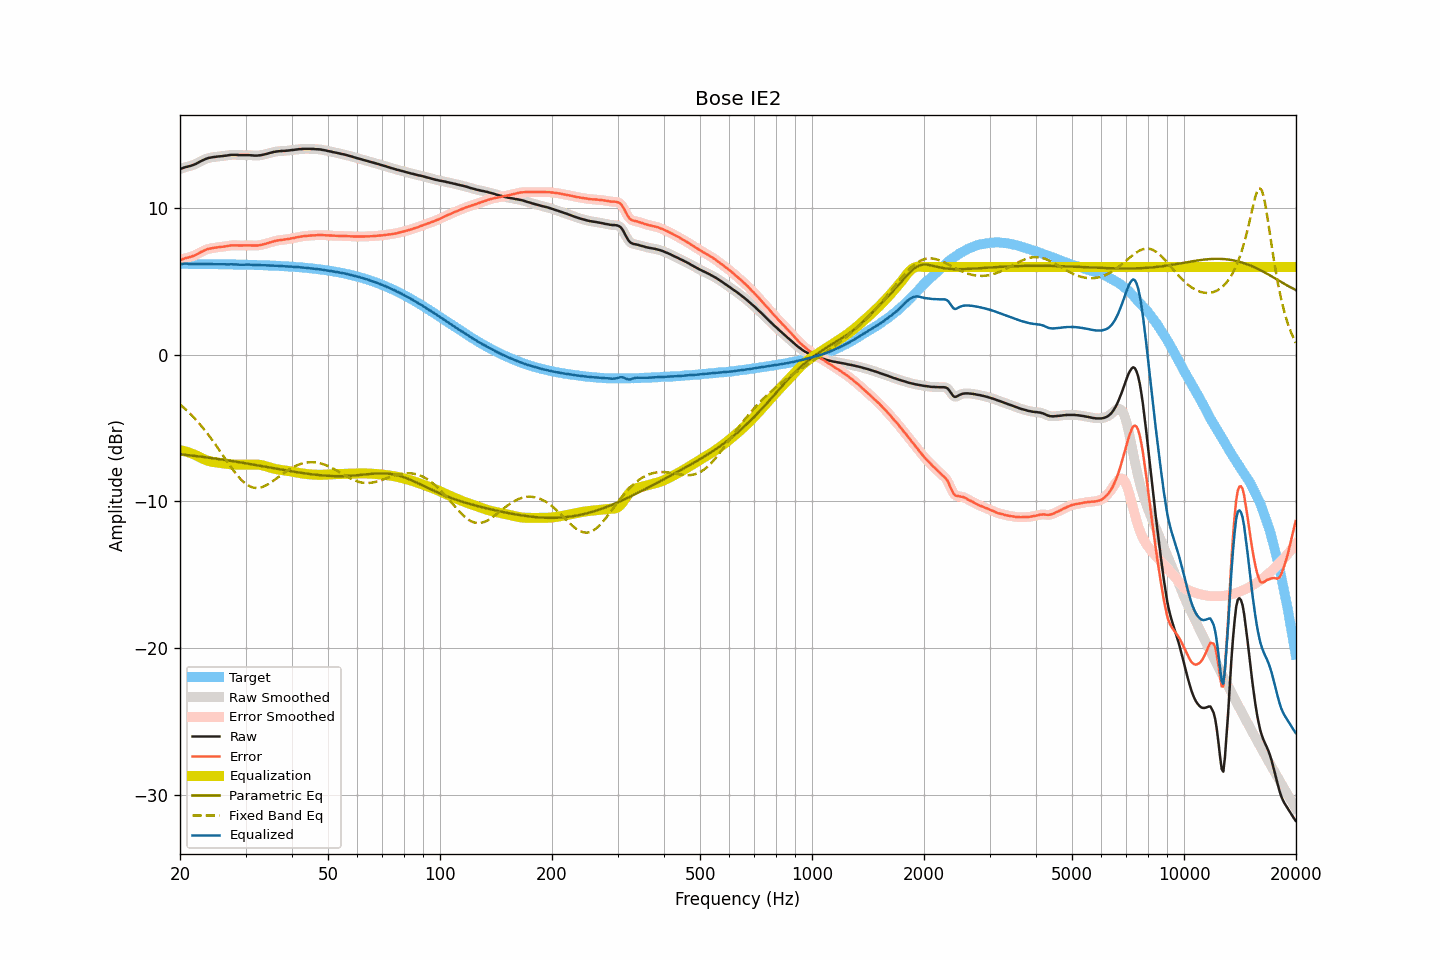 Bose IE2
Amplitude (dBr)
10
0
−10
−20
−30
Target
Raw Smoothed
Error Smoothed
Raw
Error
Equalization
Parametric Eq
Fixed Band Eq
Equalized
20 50 100 200 500 1000 2000 5000 10000 20000
Frequency (Hz)